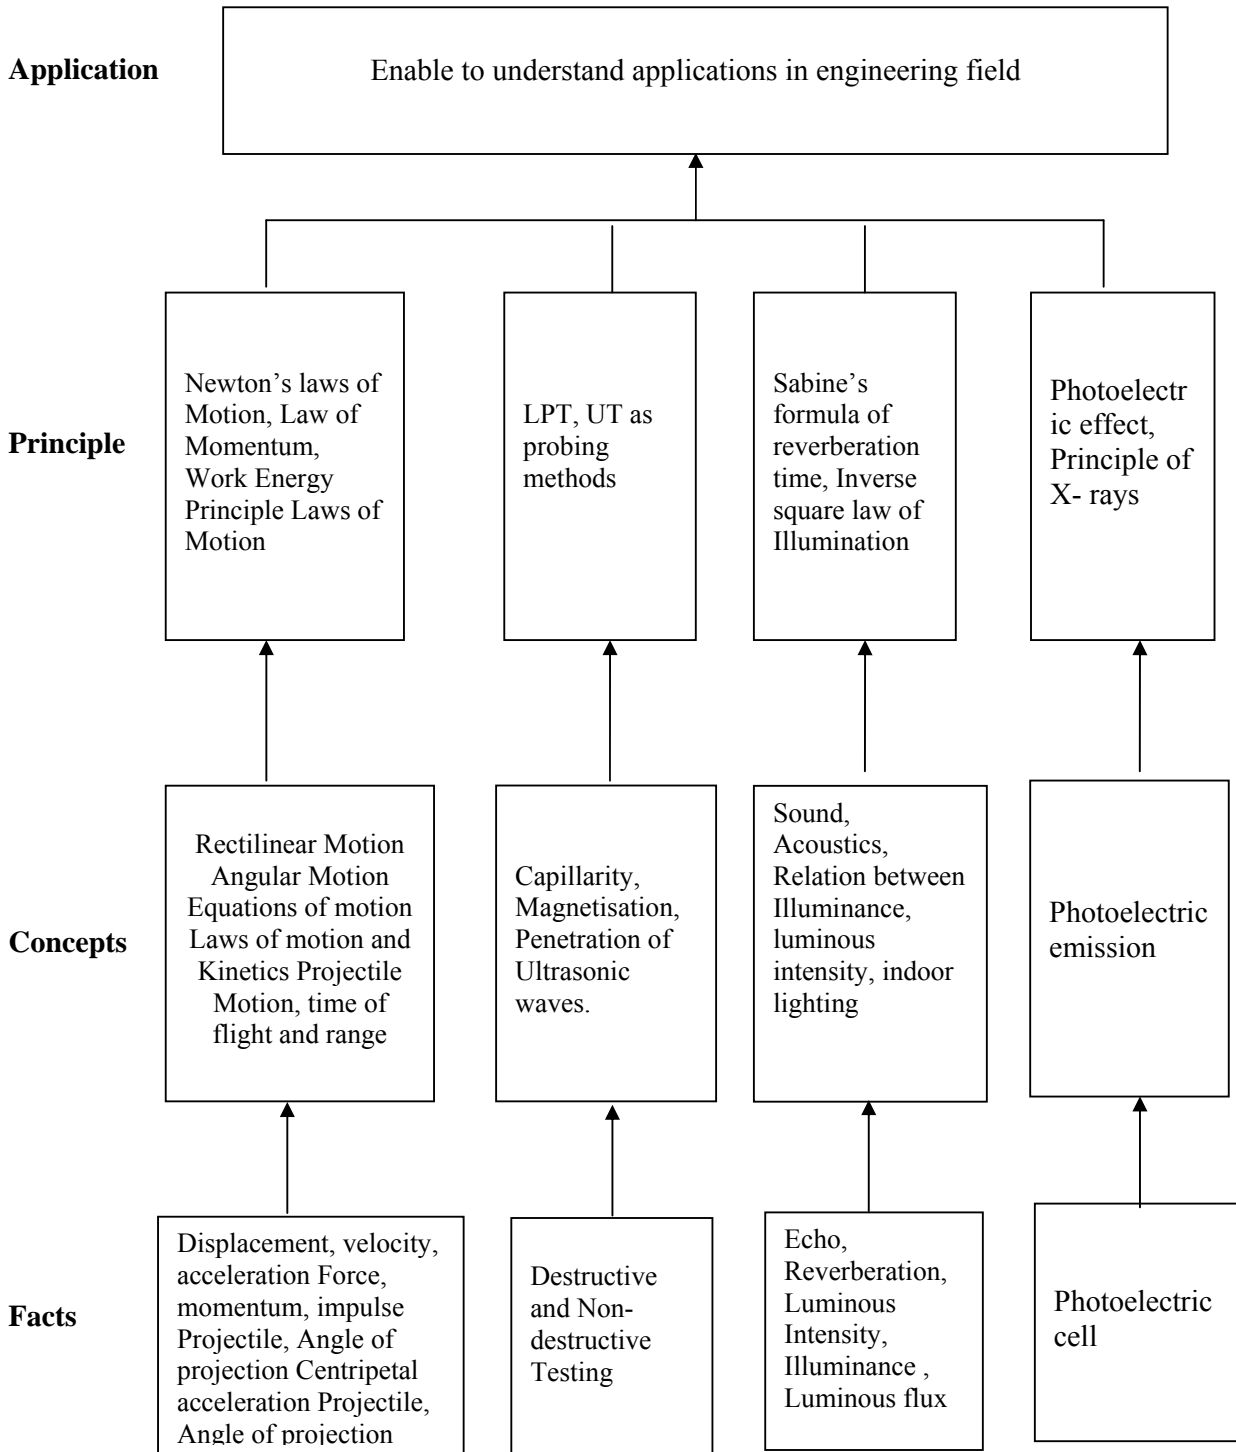 Application
Enable to understand applications in engineering field
Principle
Newton's laws of
Motion, Law of
Momentum,
Work Energy
Principle Laws of
Motion
LPT, UT as
probing
methods
Sabine's
formula of
reverberation
time, Inverse
square law of
Illumination
Photoelectr
ic effect,
Principle of
X- rays
Concepts
Rectilinear Motion
Angular Motion
Equations of motion
Laws of motion and
Kinetics Projectile
Motion, time of
flight and range
Capillarity,
Magnetisation,
Penetration of
Ultrasonic
waves.
Sound,
Acoustics,
Relation between
Illuminance,
luminous
intensity, indoor
lighting
Photoelectric
emission
Facts
Displacement, velocity,
acceleration Force,
momentum, impulse
Projectile, Angle of
projection Centripetal
acceleration Projectile,
Angle of projection
Destructive
and Non-
destructive
Testing
Echo,
Reverberation,
Luminous
Intensity,
Illuminance ,
Luminous flux
Photoelectric
cell